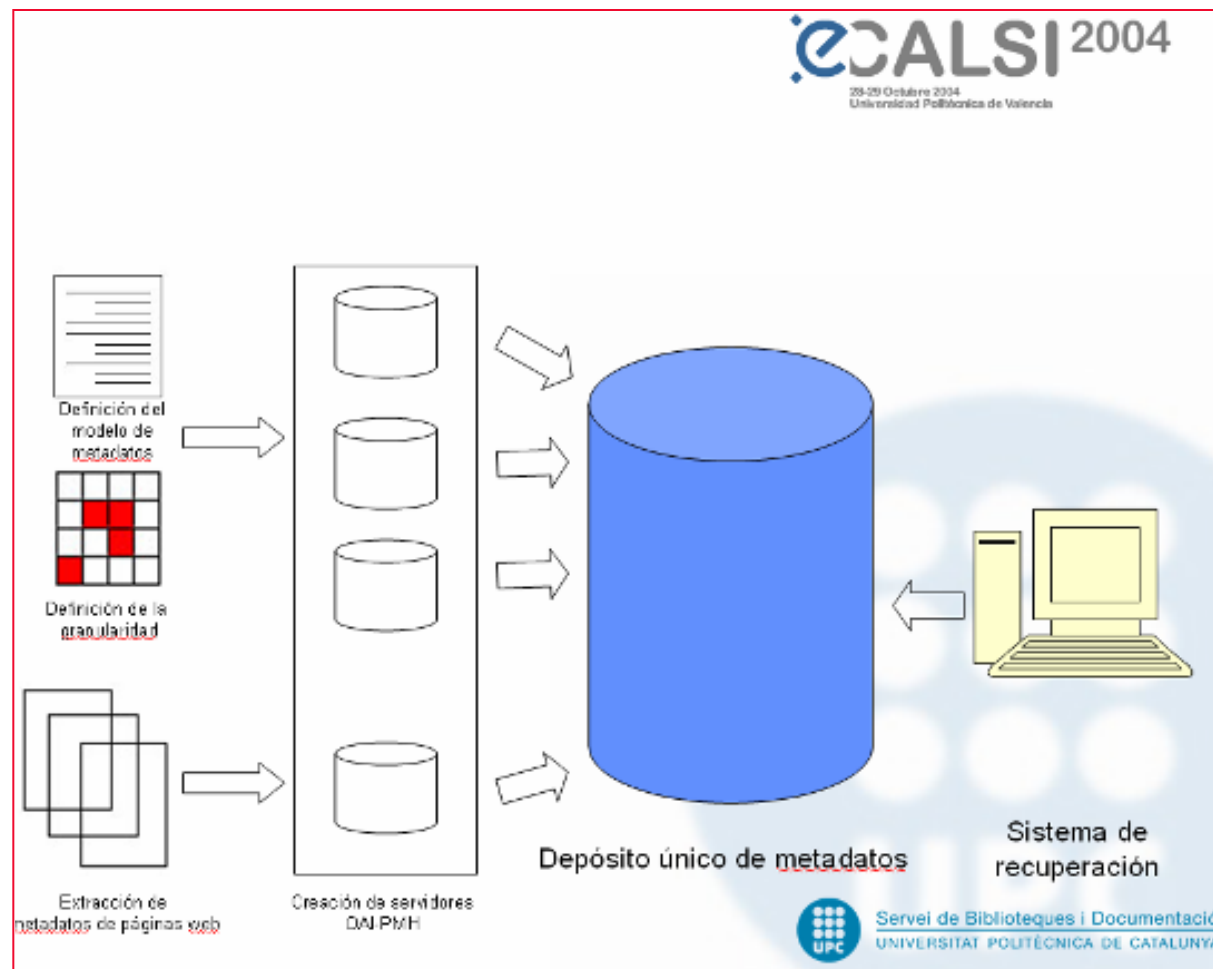 eCALSI 2004
28-29 Octubre 2004
Universidad Politécnica de Valencia
Definición del
modelo de
metadatos
Definición de la
granularidad
Extracción de
metadatos de páginas web
Creación de servidores
OAI-PMH
Depósito único de metadatos
Sistema de
recuperación
UPC
Servei de Biblioteques i Documentació
UNIVERSITAT POLITÈCNICA DE CATALUNYA